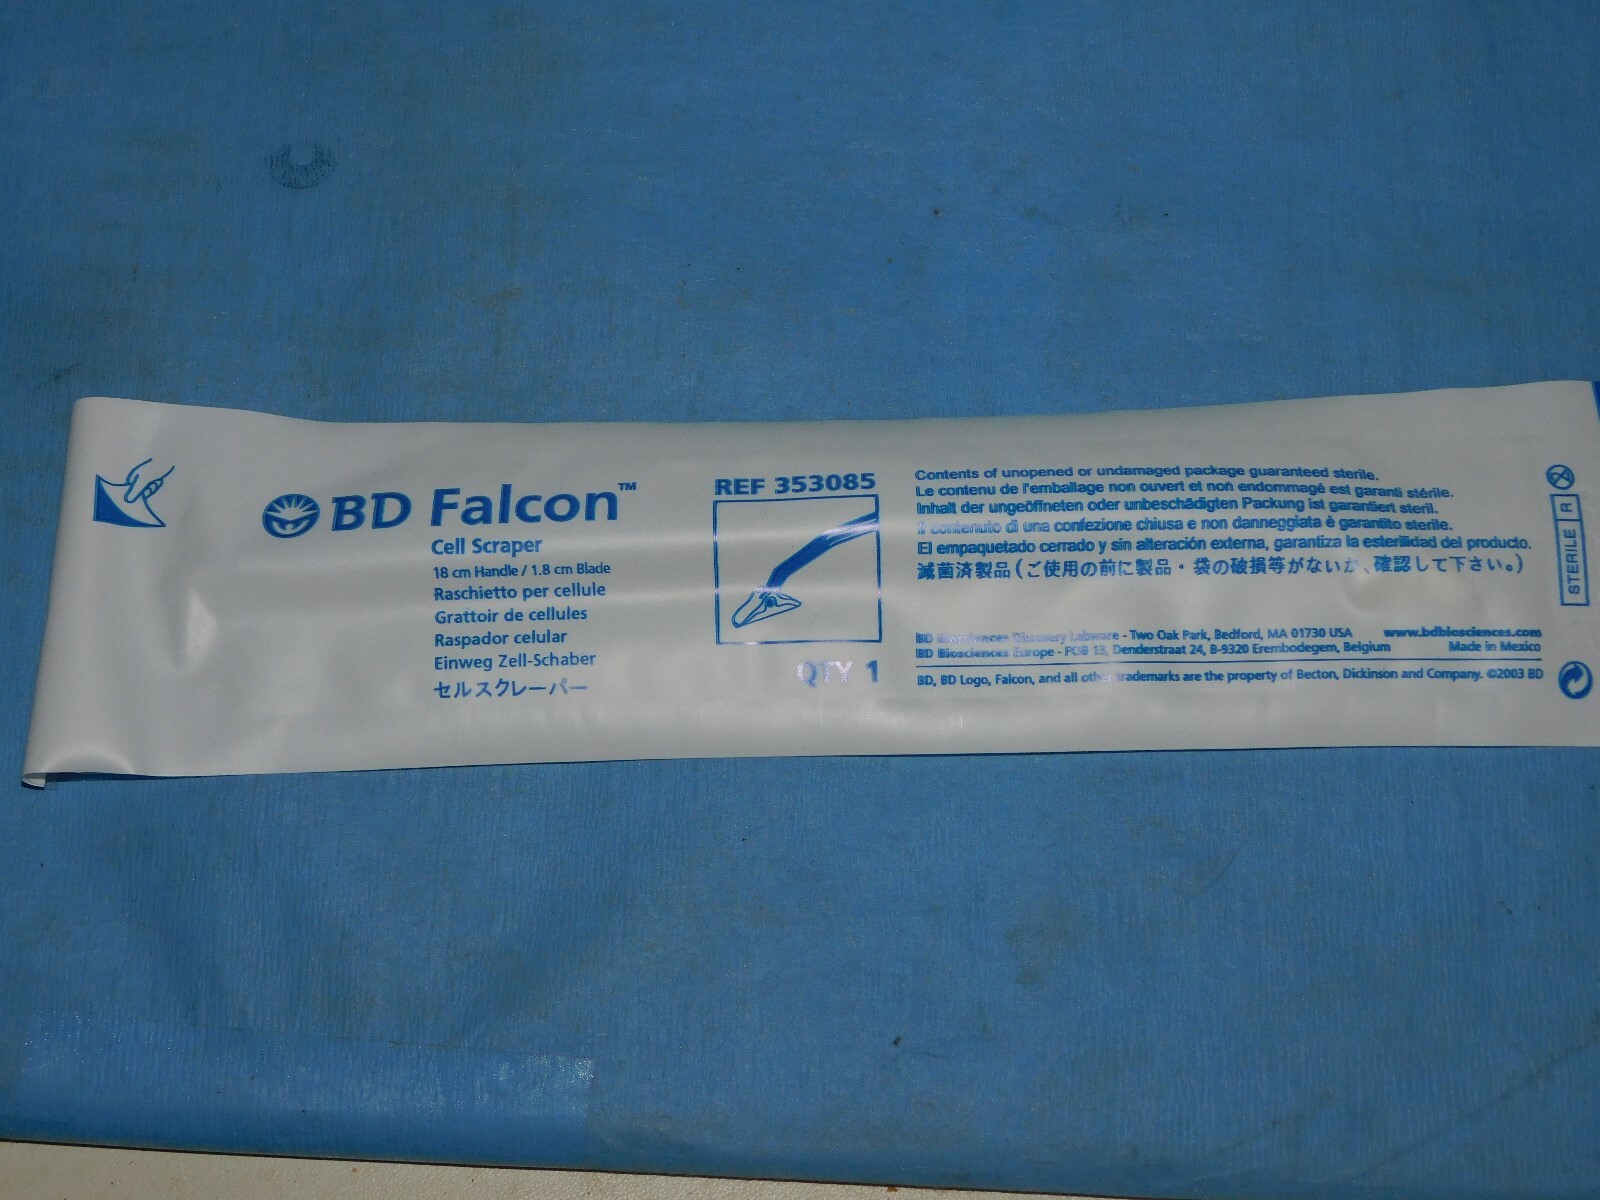 BD Falcon™
Cell Scraper
18 cm Handle / 1.8 cm Blade
Raschietto per cellule
Grattoir de cellules
Raspador celular
Einweg Zell-Schaber
セルスクレーパー
REF 353085
QTY 1
Contents of unopened or undamaged package guaranteed sterile.
Le contenu de l'emballage non ouvert et non endommagé est garanti stérile.
Inhalt der ungeöffneten oder unbeschädigten Packung ist garantiert steril.
Il contenuto di una confezione chiusa e non danneggiata è garantito sterile.
El empaquetado cerrado y sin alteración externa, garantiza la esterilidad del producto.
滅菌済製品(ご使用の前に製品・袋の破損等がないか、確認して下さい。)
BD Biosciences Discovery Labware - Two Oak Park, Bedford, MA 01730 USA www.bdbiosciences.com
BD Biosciences Europe - POB 13, Denderstraat 24, B-9320 Erembodegem, Belgium Made in Mexico
BD, BD Logo, Falcon, and all other trademarks are the property of Becton, Dickinson and Company. ©2003 BD
2
STERILE R